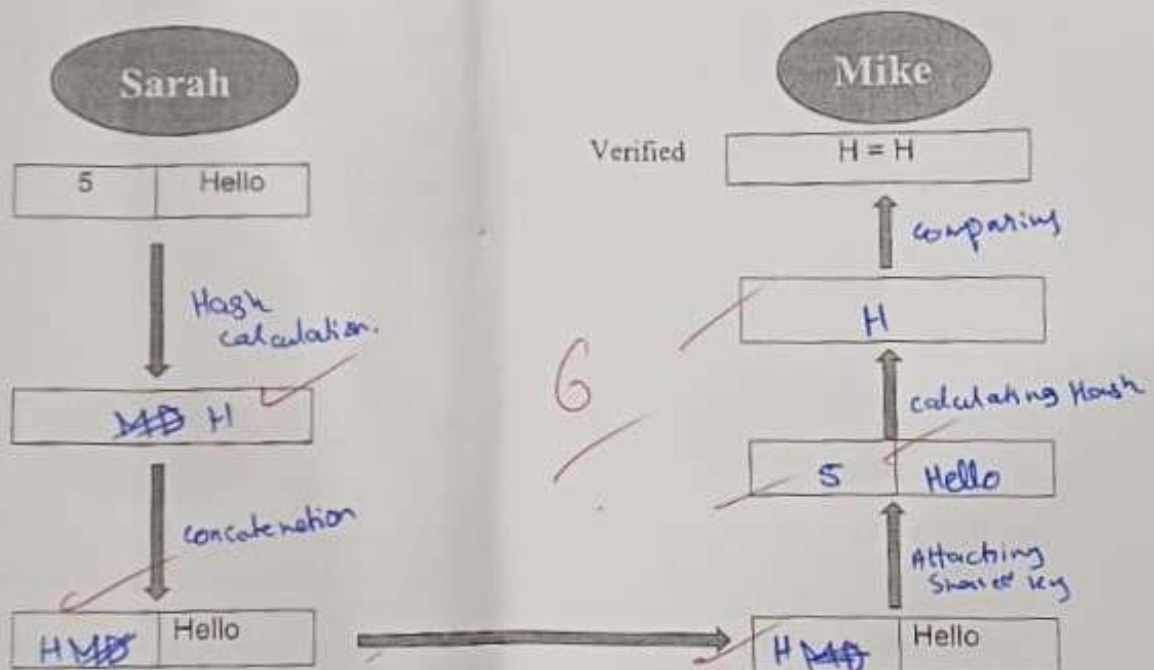 Sarah
5 Hello
Hash
calculation.
H
concatenation
H Hello
6
Mike
Verified H = H
comparing
H
calculating Hash
5 Hello
Attaching
Shared key
H Hello